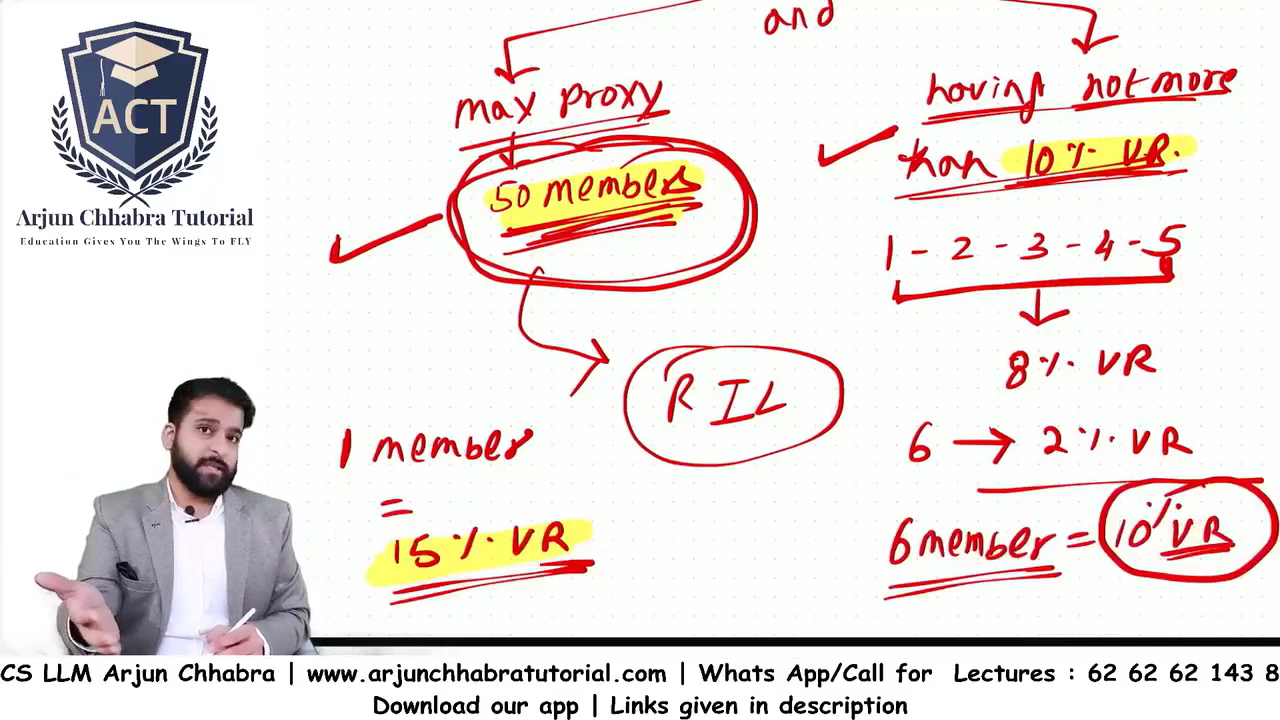 ACT
Arjun Chhabra Tutorial
Education Gives You The Wings To FLY
and
max proxy
50 members
RIL
1 member
=
15% VR
having not more
than 10% VR.
1 - 2 - 3 - 4 - 5
8% VR
6 → 2% VR
6 member = 10% VR
CS LLM Arjun Chhabra | www.arjunchhabratutorial.com | Whats App/Call for Lectures : 62 62 62 143 8
Download our app | Links given in description